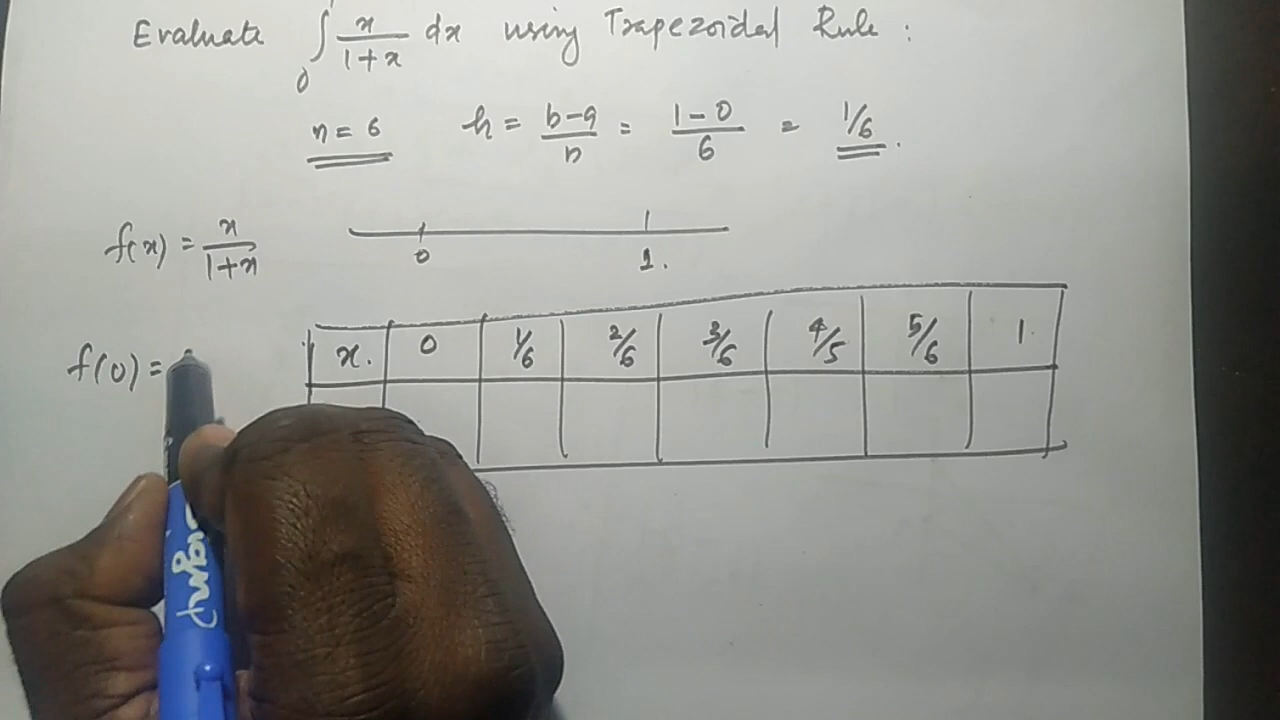 Evaluate ∫₀¹ x/(1+x) dx using Trapezoidal Rule :
n = 6 h = (b-a)/n = (1-0)/6 = 1/6 .
f(x) = x/(1+x)
0 1.
x. 0 1/6 2/6 3/6 4/5 5/6 1.
f(0) =